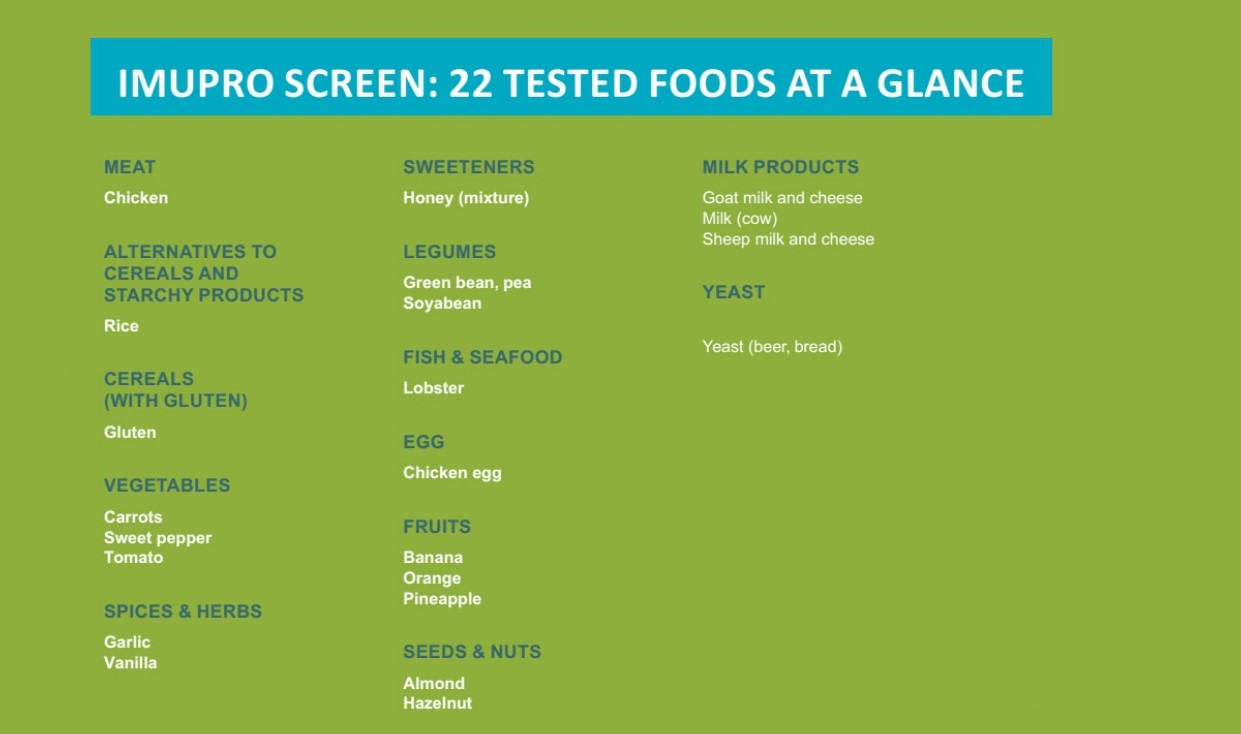 IMUPRO SCREEN: 22 TESTED FOODS AT A GLANCE
MEAT
Chicken
ALTERNATIVES TO
CEREALS AND
STARCHY PRODUCTS
Rice
CEREALS
(WITH GLUTEN)
Gluten
VEGETABLES
Carrots
Sweet pepper
Tomato
SPICES & HERBS
Garlic
Vanilla
SWEETENERS
Honey (mixture)
LEGUMES
Green bean, pea
Soyabean
FISH & SEAFOOD
Lobster
EGG
Chicken egg
FRUITS
Banana
Orange
Pineapple
SEEDS & NUTS
Almond
Hazelnut
MILK PRODUCTS
Goat milk and cheese
Milk (cow)
Sheep milk and cheese
YEAST
Yeast (beer, bread)